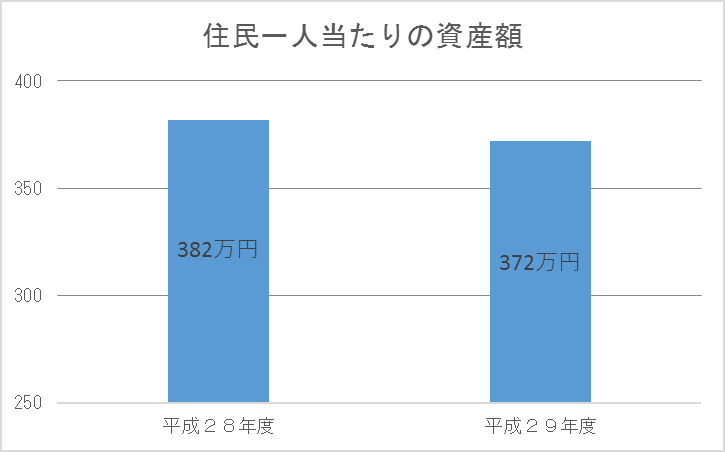 住民一人当たりの資産額
400
350
300
250
382万円
372万円
平成２８年度
平成２９年度